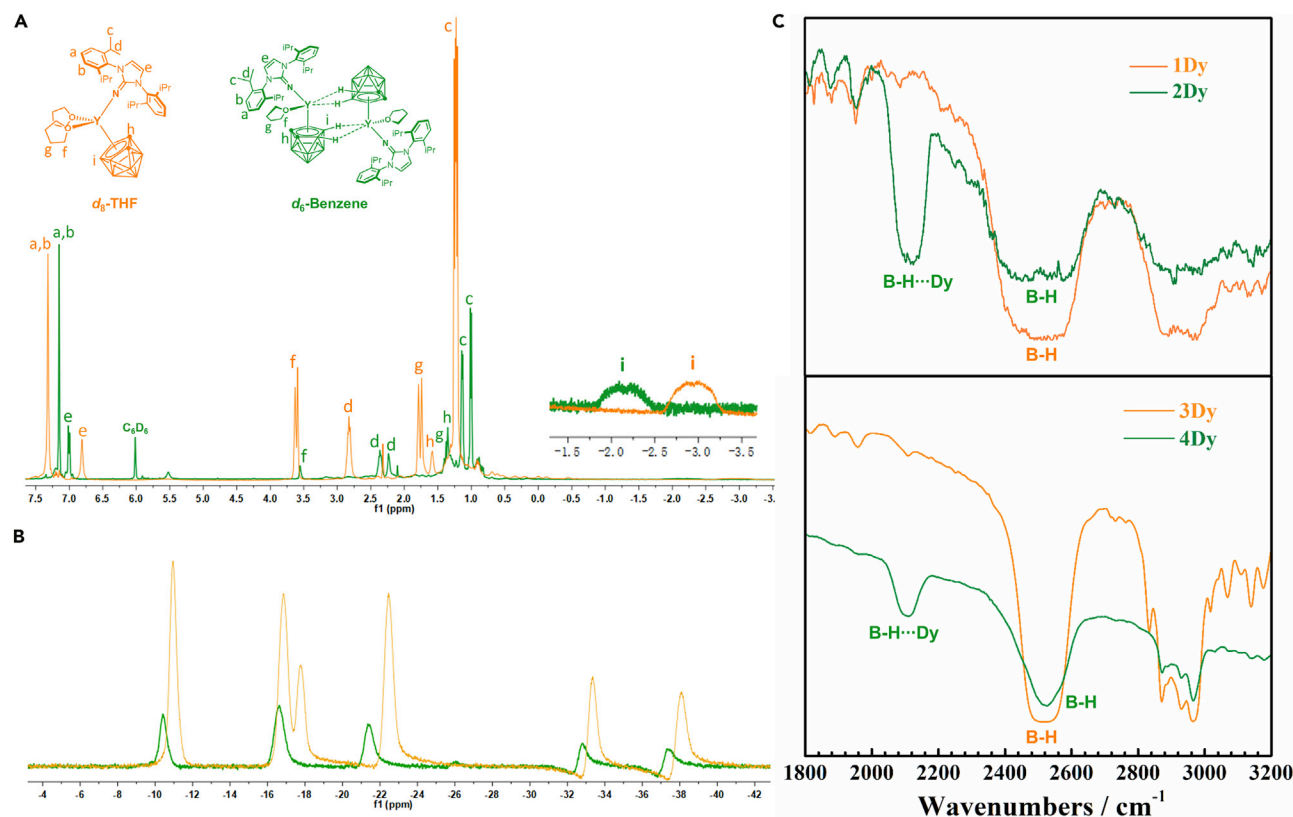 A
c
a
d
b
e
iPr
N
N
N
iPr
iPr
O
O
Y
h
g
f
i
d8-THF
e
iPr
d
c
iPr
N
N
iPr
b
a
N
O
Y
H
H
f
g
i
h
H
H
Y
O
N
iPr
iPr
N
N
iPr
iPr
d6-Benzene
c
a,b
a,b
e
e
C6D6
f
f
d
d
d
g
g
h
h
c
c
i
i
-1.5 -2.0 -2.5 -3.0 -3.5
7.5 7.0 6.5 6.0 5.5 5.0 4.5 4.0 3.5 3.0 2.5 2.0 1.5 1.0 0.5 0.0 -0.5 -1.0 -1.5 -2.0 -2.5 -3.0 -3.
f1 (ppm)
B
-4 -6 -8 -10 -12 -14 -16 -18 -20 -22 -24 -26 -28 -30 -32 -34 -36 -38 -40 -42
f1 (ppm)
C
1Dy
2Dy
B-H···Dy
B-H
B-H
3Dy
4Dy
B-H···Dy
B-H
B-H
1800 2000 2200 2400 2600 2800 3000 3200
Wavenumbers / cm-1